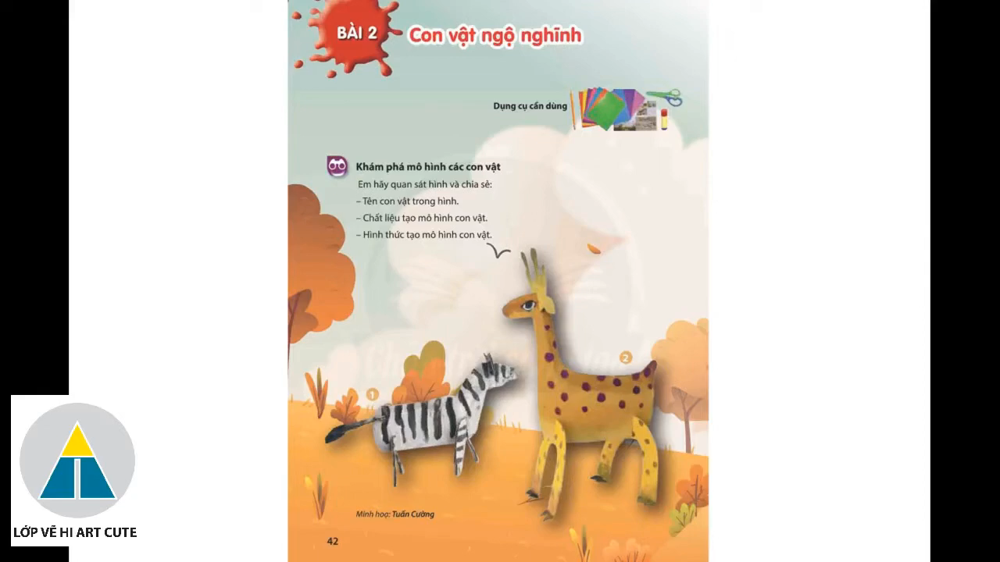 BÀI 2
Con vật ngộ nghĩnh
Dụng cụ cần dùng
Khám phá mô hình các con vật
Em hãy quan sát hình và chia sẻ:
– Tên con vật trong hình.
– Chất liệu tạo mô hình con vật.
– Hình thức tạo mô hình con vật.
1
2
Minh hoạ: Tuấn Cường
42
LỚP VẼ HI ART CUTE